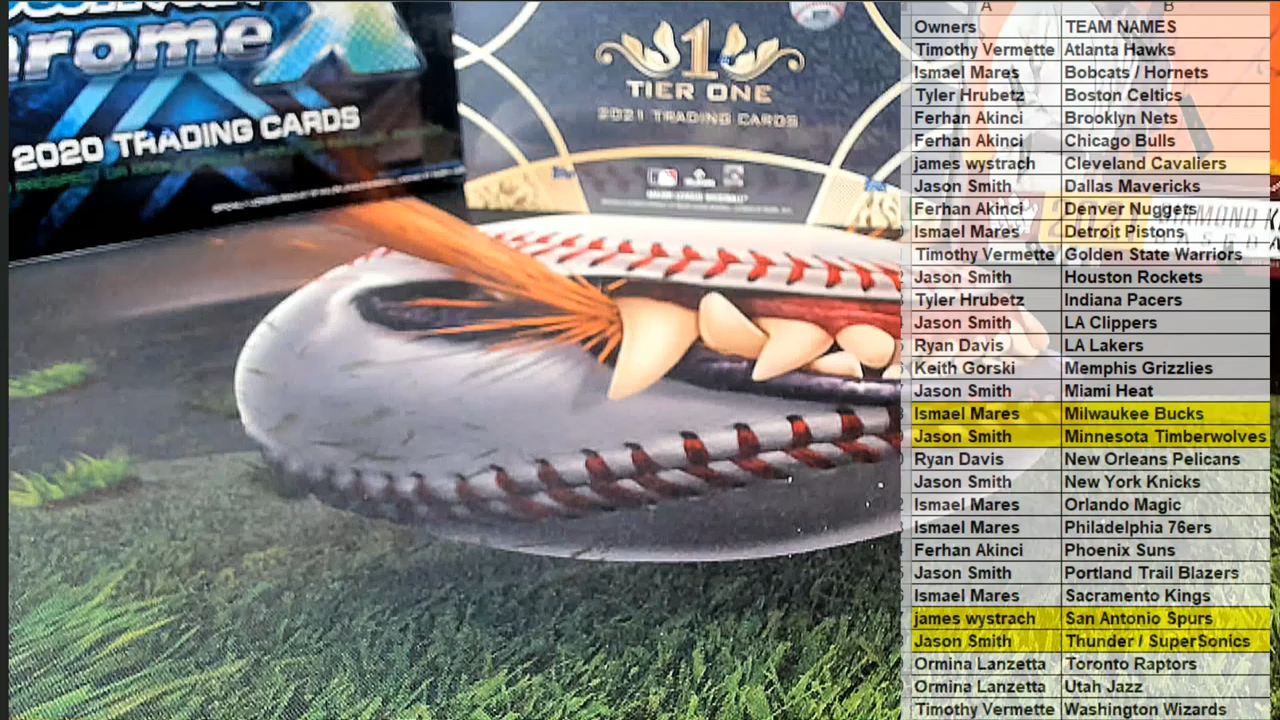 rome X
2020 TRADING CARDS
1
TIER ONE
2021 TRADING CARDS
A B
Owners TEAM NAMES
Timothy Vermette Atlanta Hawks
Ismael Mares Bobcats / Hornets
Tyler Hrubetz Boston Celtics
Ferhan Akinci Brooklyn Nets
Ferhan Akinci Chicago Bulls
james wystrach Cleveland Cavaliers
Jason Smith Dallas Mavericks
Ferhan Akinci Denver Nuggets
Ismael Mares Detroit Pistons
Timothy Vermette Golden State Warriors
Jason Smith Houston Rockets
Tyler Hrubetz Indiana Pacers
Jason Smith LA Clippers
Ryan Davis LA Lakers
Keith Gorski Memphis Grizzlies
Jason Smith Miami Heat
Ismael Mares Milwaukee Bucks
Jason Smith Minnesota Timberwolves
Ryan Davis New Orleans Pelicans
Jason Smith New York Knicks
Ismael Mares Orlando Magic
Ismael Mares Philadelphia 76ers
Ferhan Akinci Phoenix Suns
Jason Smith Portland Trail Blazers
Ismael Mares Sacramento Kings
james wystrach San Antonio Spurs
Jason Smith Thunder / SuperSonics
Ormina Lanzetta Toronto Raptors
Ormina Lanzetta Utah Jazz
Timothy Vermette Washington Wizards
2021 DIAMOND K